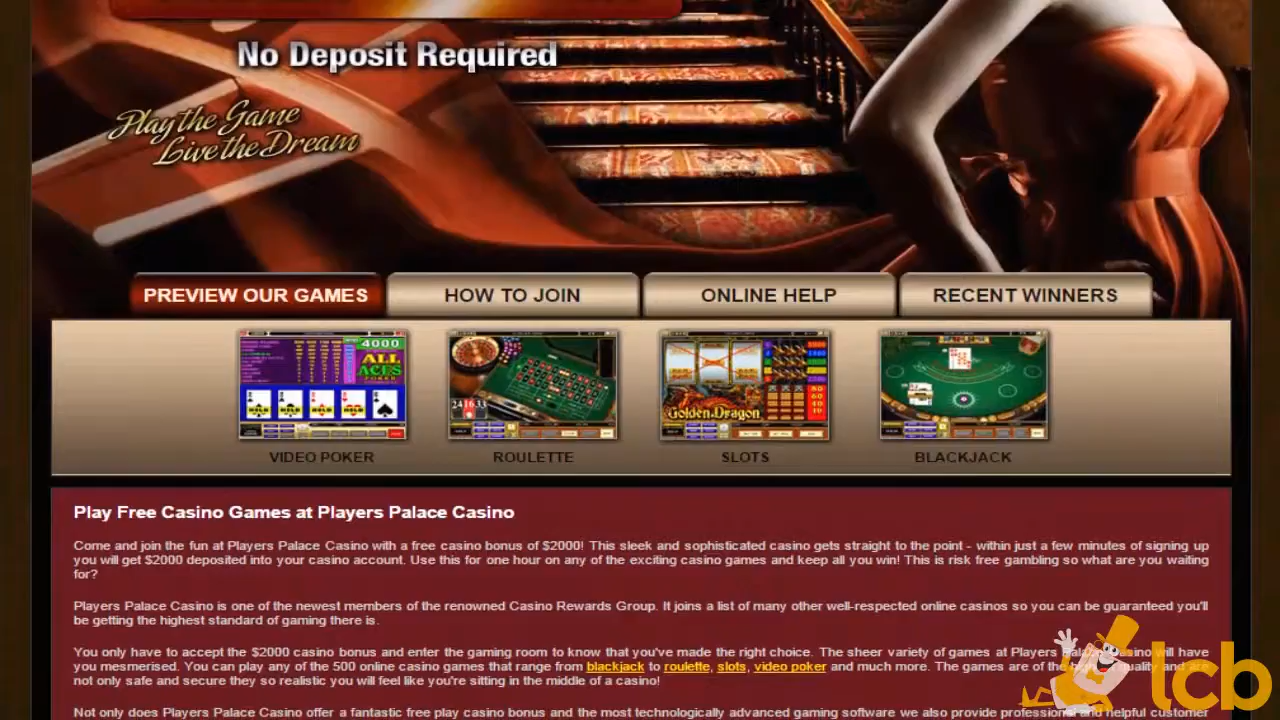 No Deposit Required
Play the Game
Live the Dream
PREVIEW OUR GAMES
HOW TO JOIN
ONLINE HELP
RECENT WINNERS
4000
ALL
ACES
POKER
Golden Dragon
VIDEO POKER
ROULETTE
SLOTS
BLACKJACK
Play Free Casino Games at Players Palace Casino
Come and join the fun at Players Palace Casino with a free casino bonus of $2000! This sleek and sophisticated casino gets straight to the point - within just a few minutes of signing up
you will get $2000 deposited into your casino account. Use this for one hour on any of the exciting casino games and keep all you win! This is risk free gambling so what are you waiting
for?
Players Palace Casino is one of the newest members of the renowned Casino Rewards Group. It joins a list of many other well-respected online casinos so you can be guaranteed you'll
be getting the highest standard of gaming there is.
You only have to accept the $2000 casino bonus and enter the gaming room to know that you've made the right choice. The sheer variety of games at Players Palace Casino will have
you mesmerised. You can play any of the 500 online casino games that range from blackjack to roulette, slots, video poker and much more. The games are of the quality and are
not only safe and secure they so realistic you will feel like you're sitting in the middle of a casino!
Not only does Players Palace Casino offer a fantastic free play casino bonus and the most technologically advanced gaming software we also provide professional and helpful customer
lcb